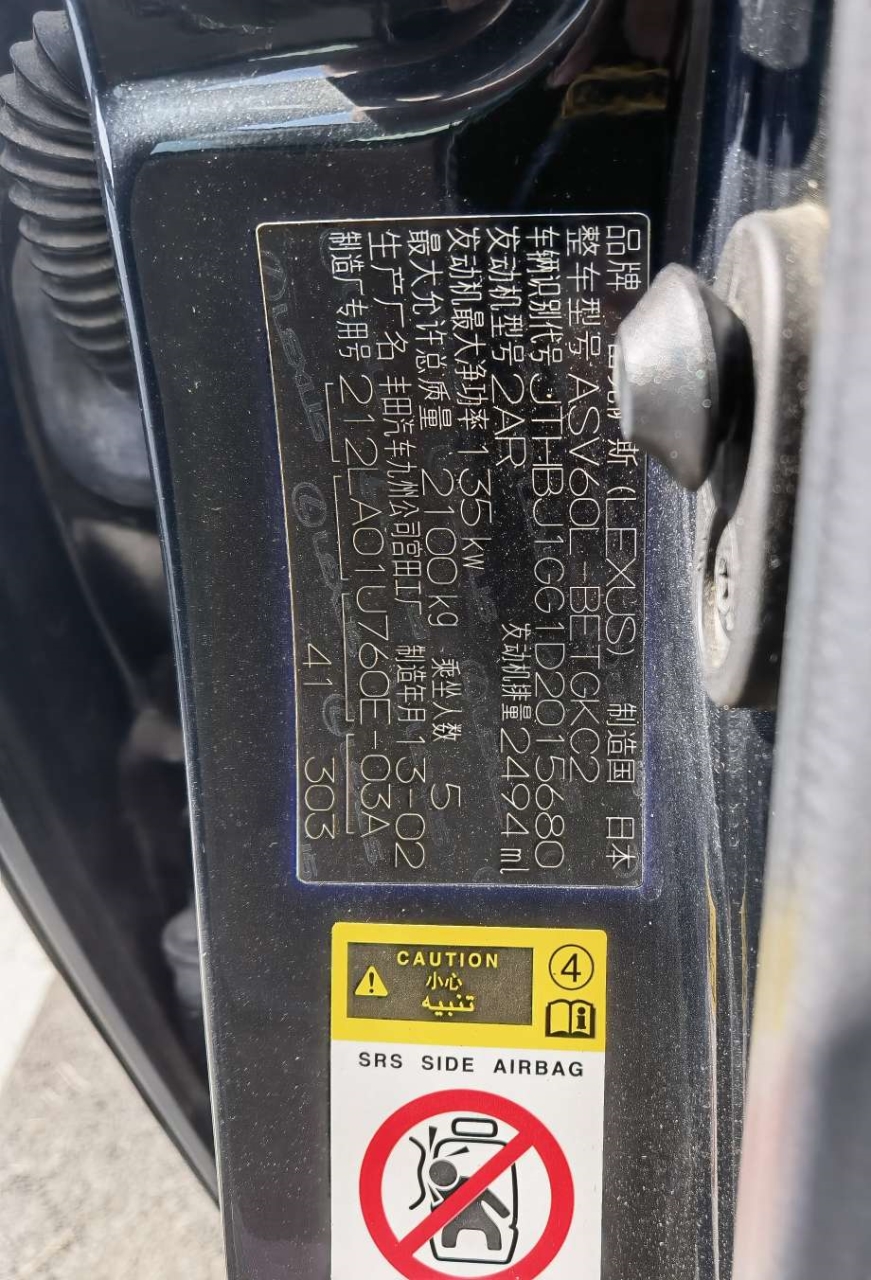 品牌 斯 (LEXUS) 制造国 日本
整车型号 ASV60L-BETGKC2
车辆识别代号 JTHBJ1GG1D2015680
发动机型号 2AR 发动机排量 2494 ml
发动机最大净功率 135 kW
最大允许总质量 2100 kg 乘坐人数 5
生产厂名 丰田汽车九州公司宫田工厂 制造年月 13-02
制造厂专用号 212LA01U760E-03A
41 303
CAUTION
小心
تنبيه
4
SRS SIDE AIRBAG